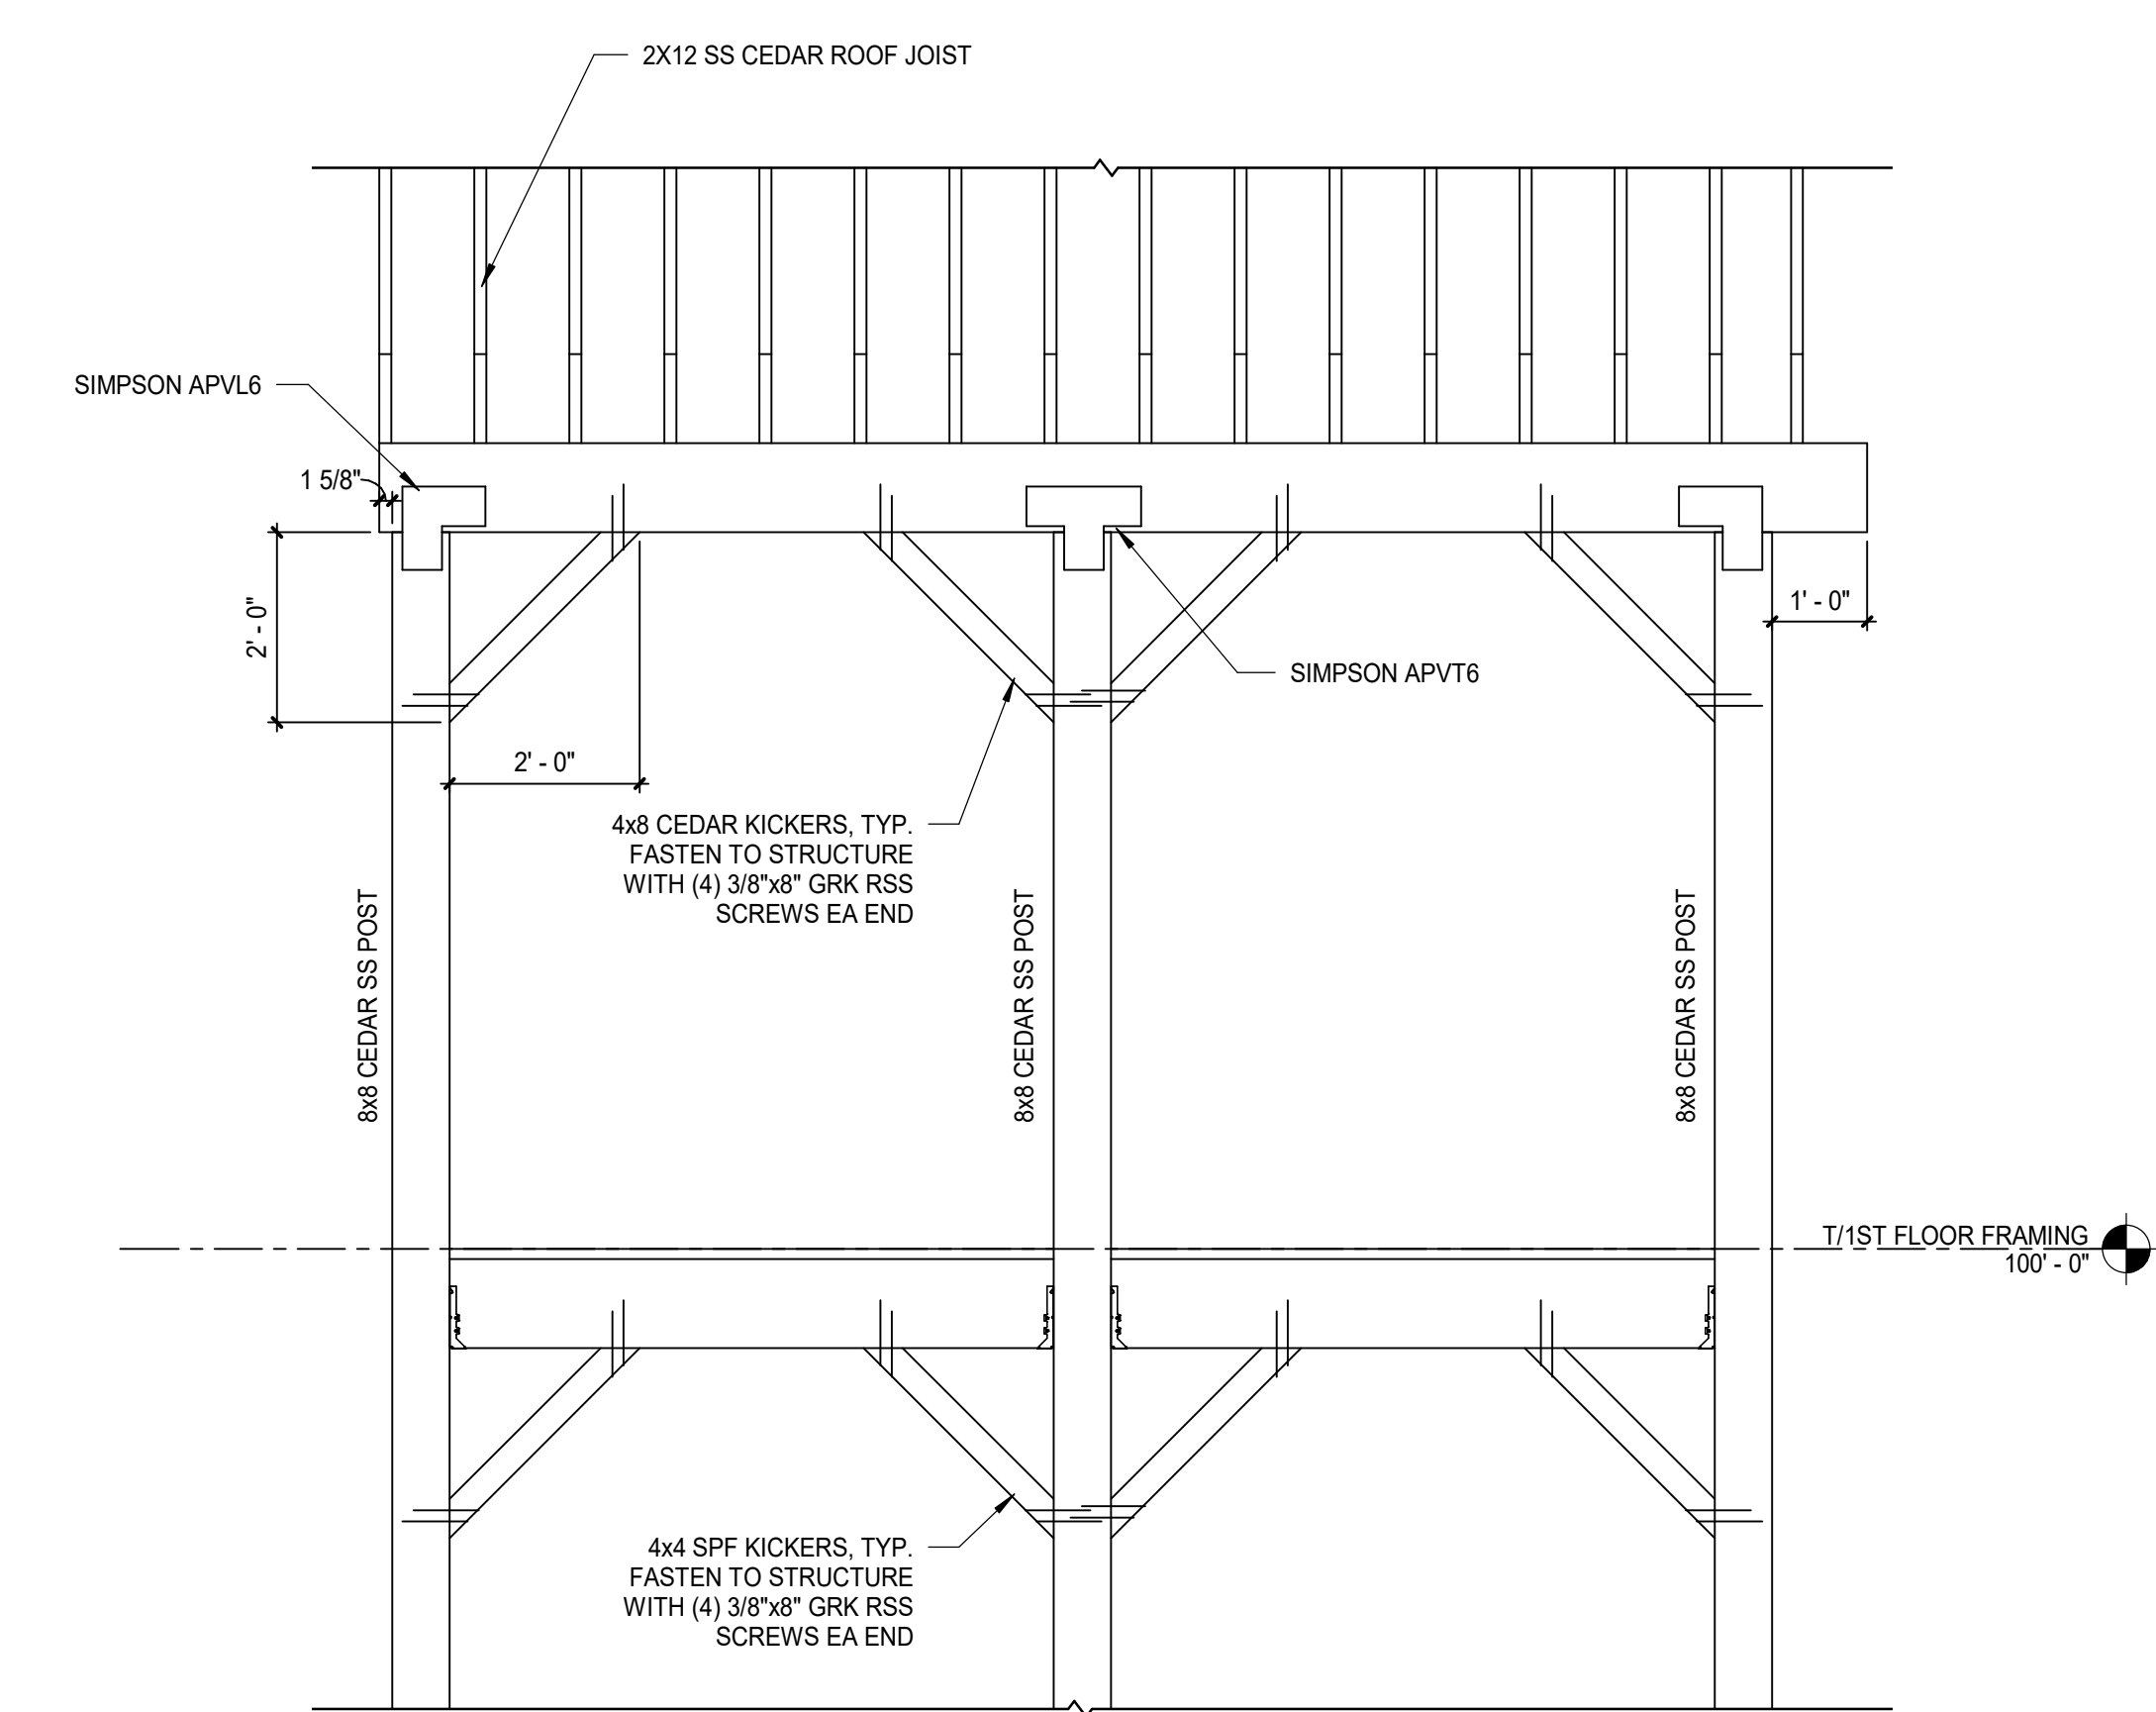 2X12 SS CEDAR ROOF JOIST
SIMPSON APVL6
1 5/8"
2' - 0"
1' - 0"
SIMPSON APVT6
2' - 0"
4x8 CEDAR KICKERS, TYP.
FASTEN TO STRUCTURE
WITH (4) 3/8"x8" GRK RSS
SCREWS EA END
8x8 CEDAR SS POST
8x8 CEDAR SS POST
8x8 CEDAR SS POST
T/1ST FLOOR FRAMING
100' - 0"
4x4 SPF KICKERS, TYP.
FASTEN TO STRUCTURE
WITH (4) 3/8"x8" GRK RSS
SCREWS EA END